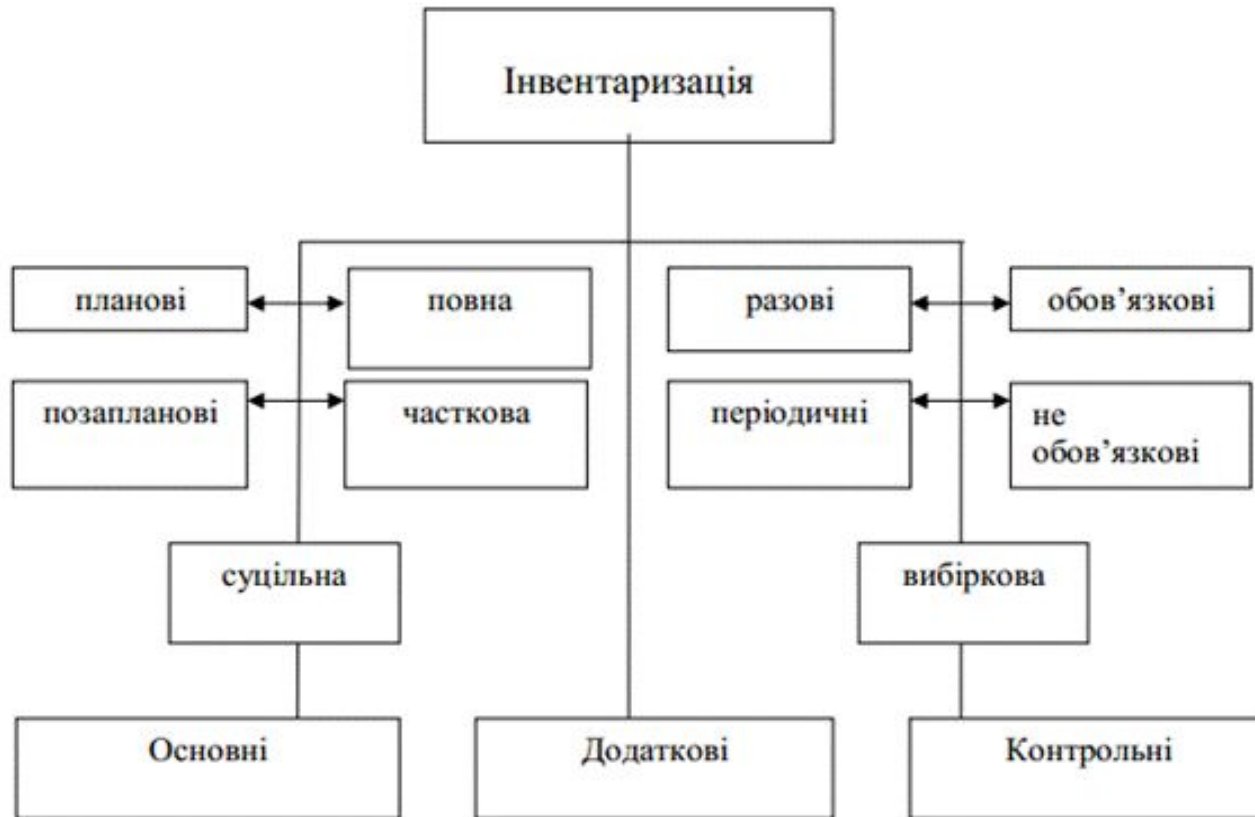 Інвентаризація
планові
повна
разові
обов’язкові
позапланові
часткова
періодичні
не
обов’язкові
суцільна
вибіркова
Основні
Додаткові
Контрольні